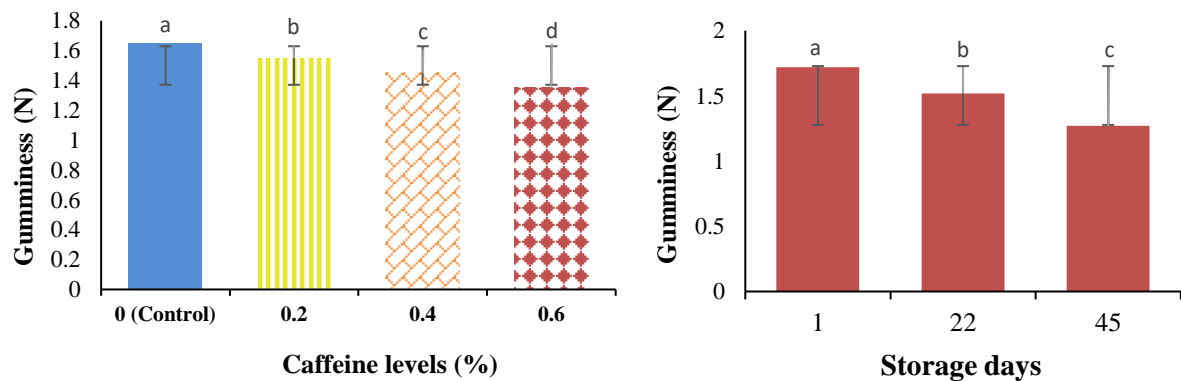 1.8
1.6
1.4
1.2
1
0.8
0.6
0.4
0.2
0
Gumminess (N)
a
b
c
d
0 (Control)
0.2
0.4
0.6
Caffeine levels (%)
2
1.5
1
0.5
0
Gumminess (N)
a
b
c
1
22
45
Storage days